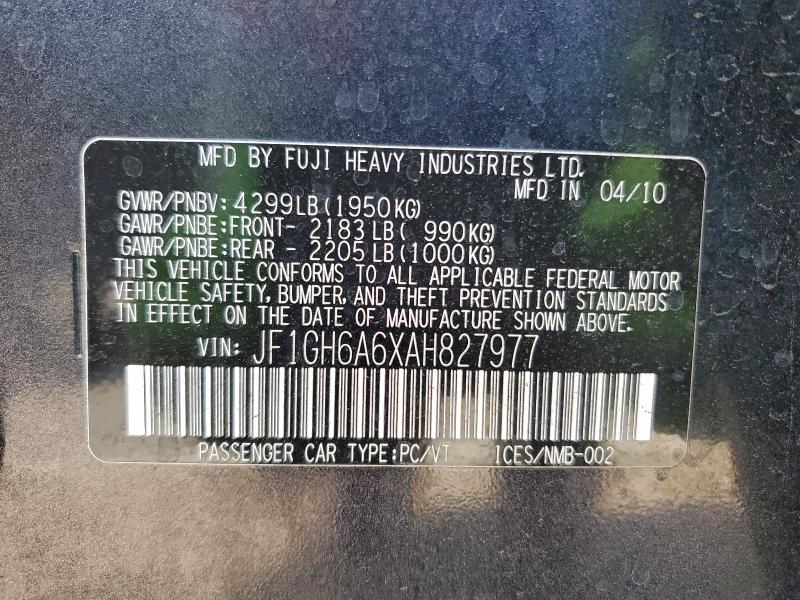 MFD BY FUJI HEAVY INDUSTRIES LTD.
MFD IN 04/10
GVWR/PNBV: 4299LB(1950KG)
GAWR/PNBE:FRONT- 2183LB( 990KG)
GAWR/PNBE:REAR - 2205LB(1000KG)
THIS VEHICLE CONFORMS TO ALL APPLICABLE FEDERAL MOTOR
VEHICLE SAFETY, BUMPER, AND THEFT PREVENTION STANDARDS
IN EFFECT ON THE DATE OF MANUFACTURE SHOWN ABOVE.
VIN: JF1GH6A6XAH827977
PASSENGER CAR TYPE:PC/VT 1CES/NMB-002